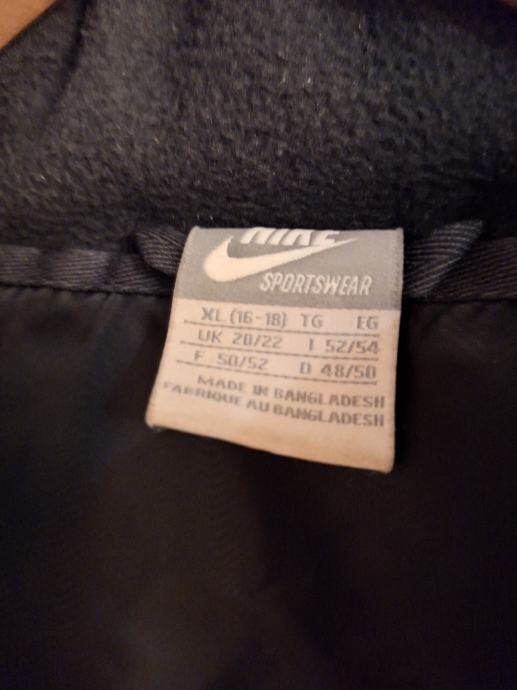 NIKE
SPORTSWEAR
XL (16-18) TG EG
UK 20/22 I 52/54
F 50/52 D 48/50
MADE IN BANGLADESH
FABRIQUE AU BANGLADESH